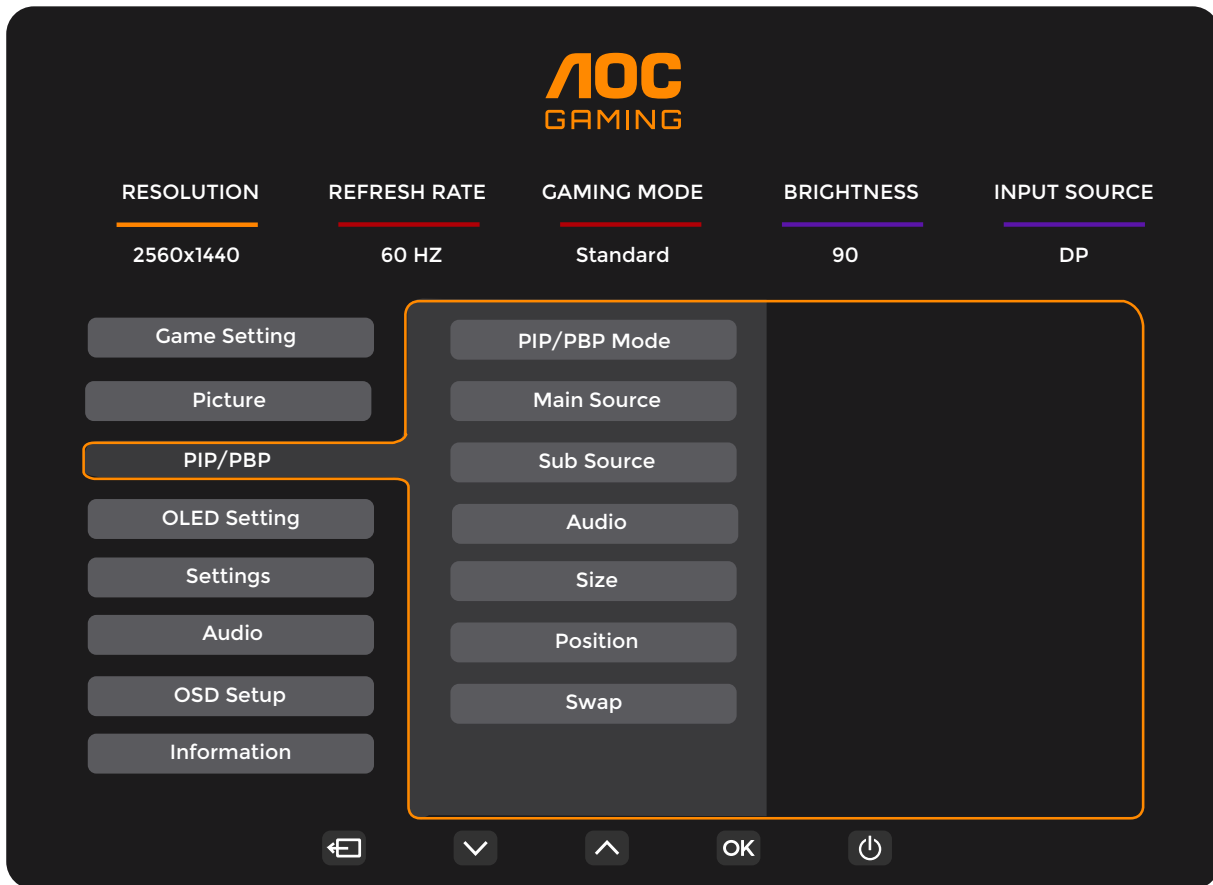 AOC
GAMING
RESOLUTION REFRESH RATE GAMING MODE BRIGHTNESS INPUT SOURCE
2560x1440 60 HZ Standard 90 DP
Game Setting
Picture
PIP/PBP
OLED Setting
Settings
Audio
OSD Setup
Information
PIP/PBP Mode
Main Source
Sub Source
Audio
Size
Position
Swap
OK